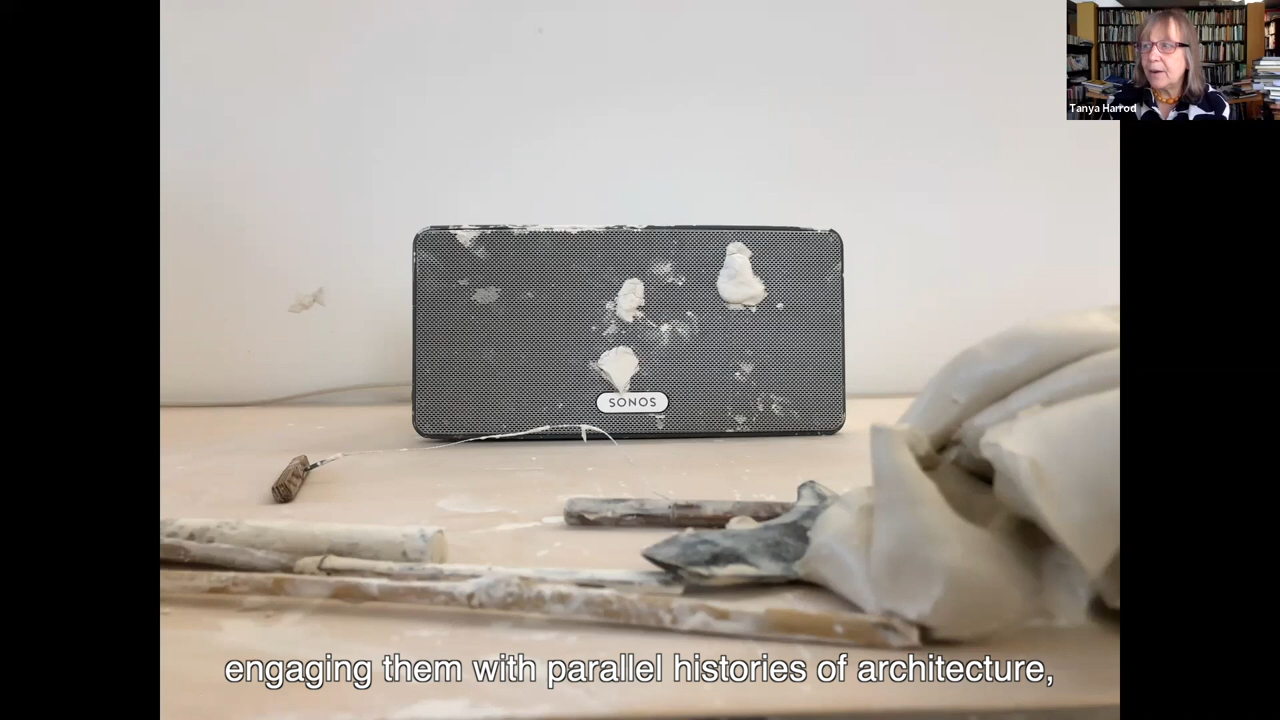 Tanya Harrod
SONOS
engaging them with parallel histories of architecture,